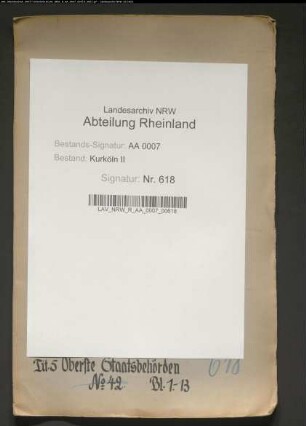 Landesarchiv NRW
Abteilung Rheinland
Bestands-Signatur: AA 0007
Bestand: Kurköln II
Signatur: Nr. 618
LAV_NRW_R_AA_0007_00618
Tit. 5 Oberste Staatsbehörden 618
No 42 Bl. 1-13